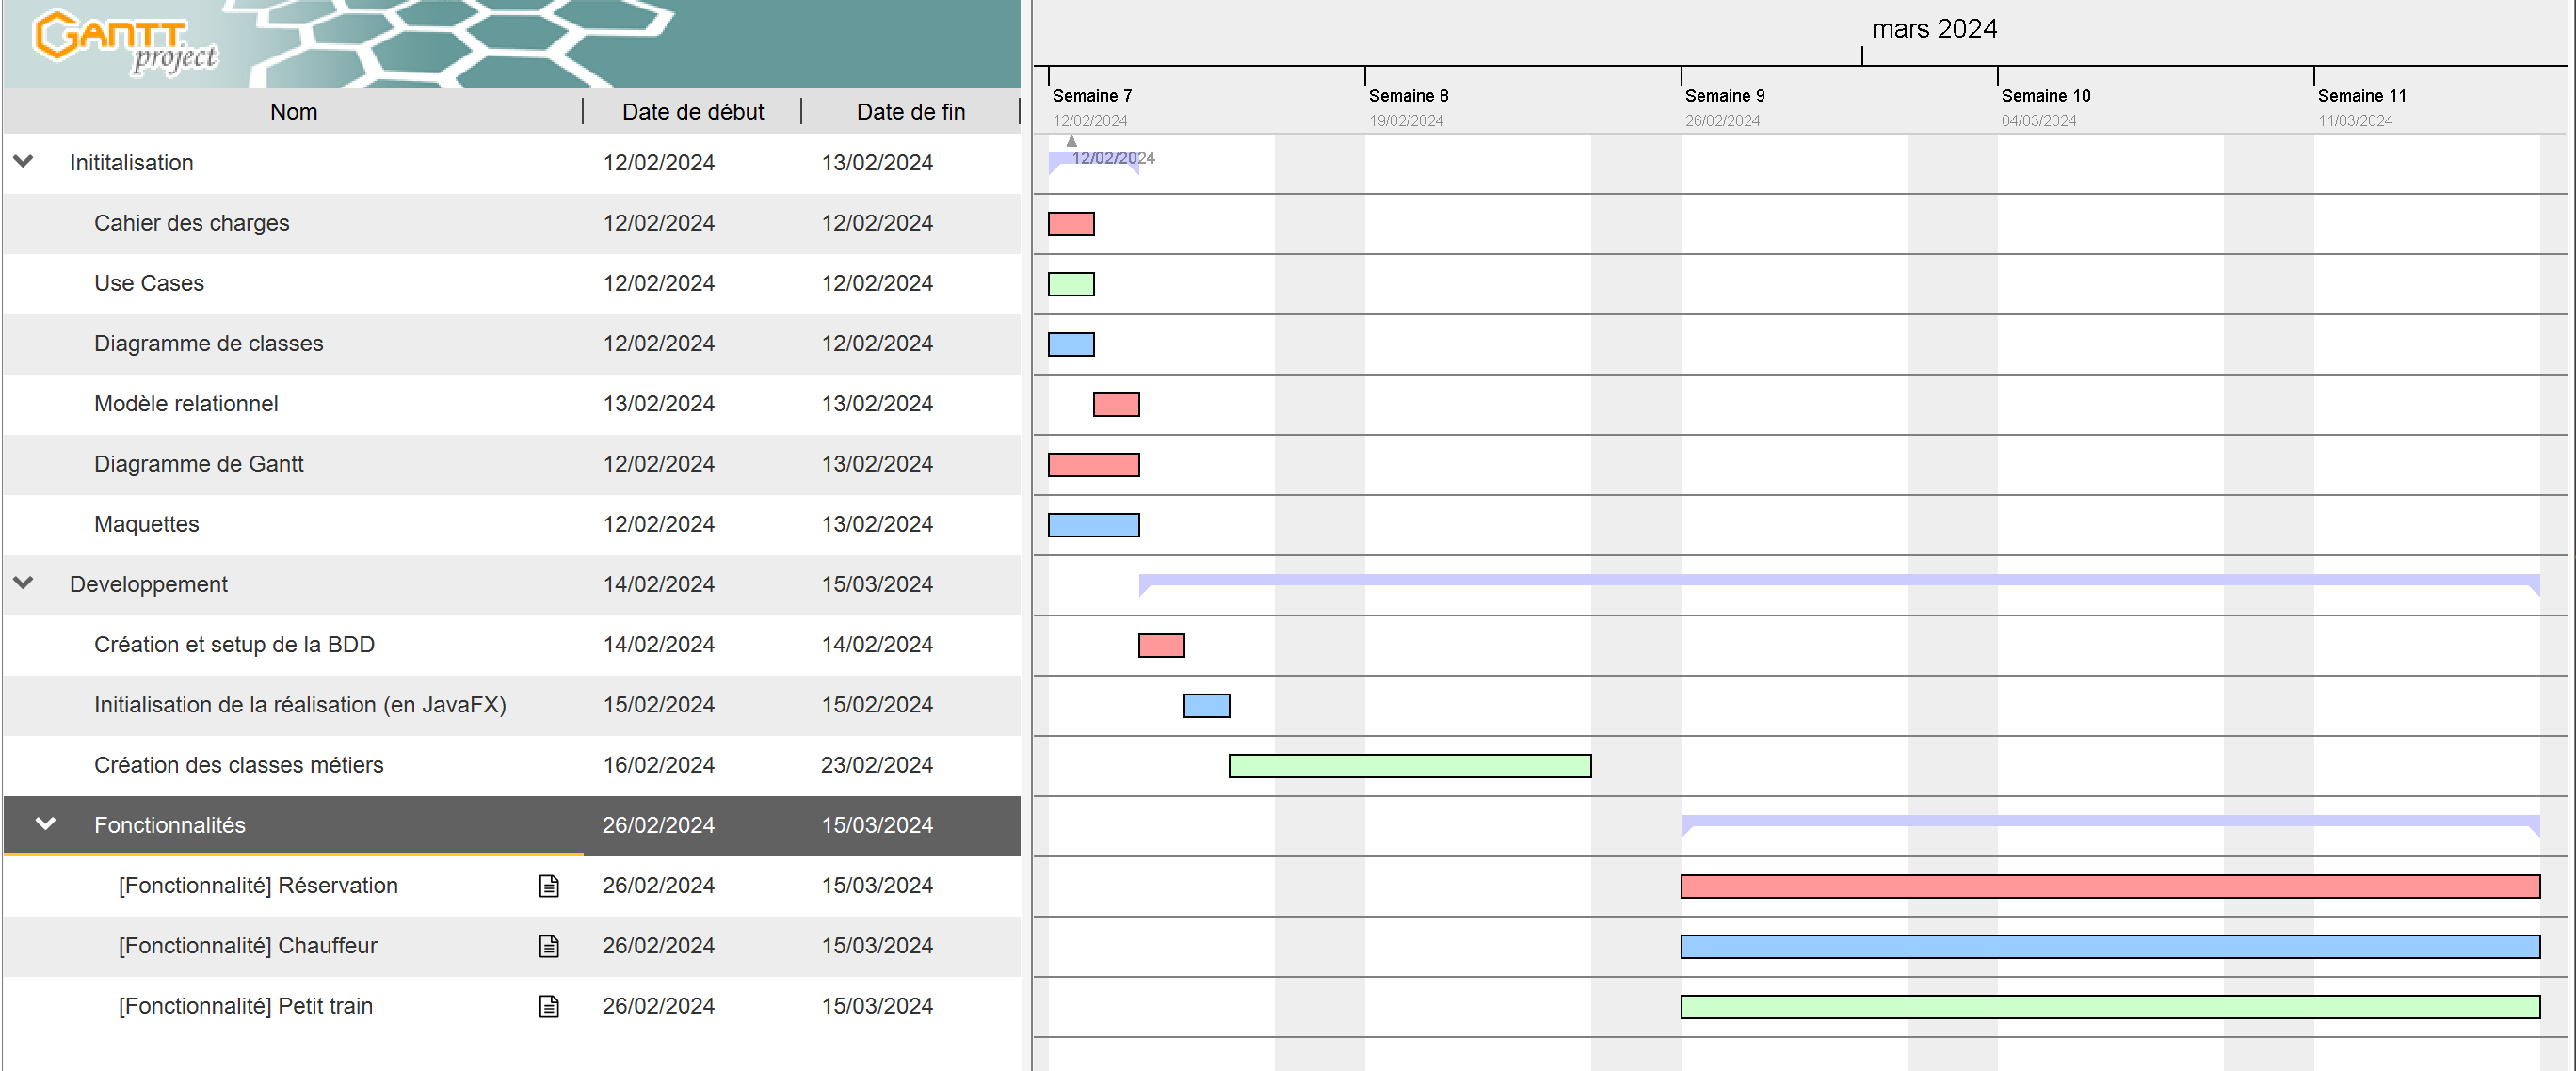 GANTT
project
mars 2024
Nom Date de début Date de fin
Semaine 7 Semaine 8 Semaine 9 Semaine 10 Semaine 11
12/02/2024 19/02/2024 26/02/2024 04/03/2024 11/03/2024
Inititalisation 12/02/2024 13/02/2024 12/02/2024
Cahier des charges 12/02/2024 12/02/2024
Use Cases 12/02/2024 12/02/2024
Diagramme de classes 12/02/2024 12/02/2024
Modèle relationnel 13/02/2024 13/02/2024
Diagramme de Gantt 12/02/2024 13/02/2024
Maquettes 12/02/2024 13/02/2024
Developpement 14/02/2024 15/03/2024
Création et setup de la BDD 14/02/2024 14/02/2024
Initialisation de la réalisation (en JavaFX) 15/02/2024 15/02/2024
Création des classes métiers 16/02/2024 23/02/2024
Fonctionnalités 26/02/2024 15/03/2024
[Fonctionnalité] Réservation 26/02/2024 15/03/2024
[Fonctionnalité] Chauffeur 26/02/2024 15/03/2024
[Fonctionnalité] Petit train 26/02/2024 15/03/2024